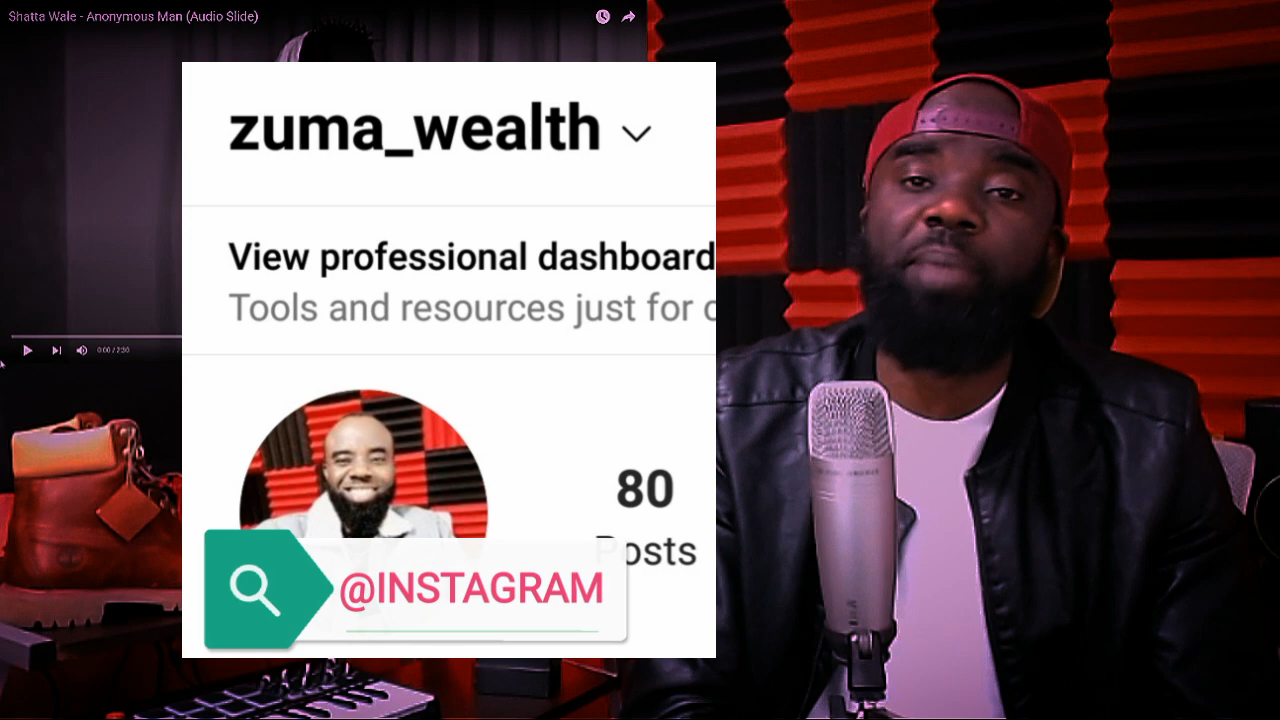 Shatta Wale - Anonymous Man (Audio Slide)
zuma_wealth
View professional dashboard
Tools and resources just for
80
Posts
@INSTAGRAM
0:00 / 2:30